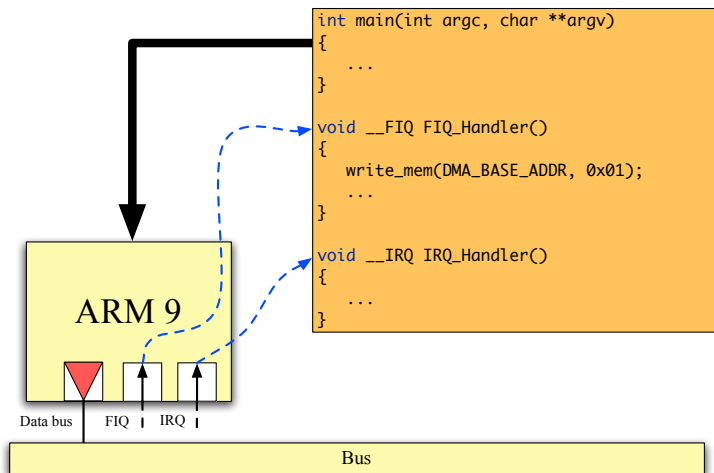 int main(int argc, char **argv)
{
...
}
void __FIQ FIQ_Handler()
{
write_mem(DMA_BASE_ADDR, 0x01);
...
}
void __IRQ IRQ_Handler()
{
...
}
ARM 9
Data bus
FIQ
IRQ
Bus